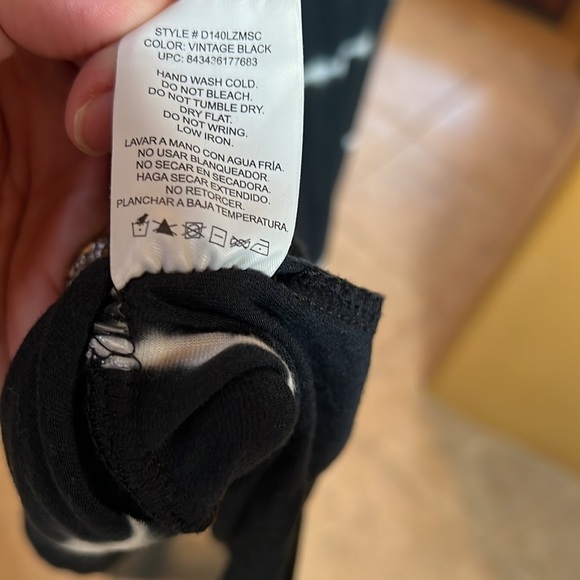 STYLE # D140LZMSC
COLOR: VINTAGE BLACK
UPC: 843436177683
HAND WASH COLD.
DO NOT BLEACH.
DO NOT TUMBLE DRY.
DRY FLAT.
DO NOT WRING.
LOW IRON.
LAVAR A MANO CON AGUA FRÍA.
NO USAR BLANQUEADOR.
NO SECAR EN SECADORA.
HAGA SECAR EXTENDIDO.
NO RETORCER.
PLANCHAR A BAJA TEMPERATURA.